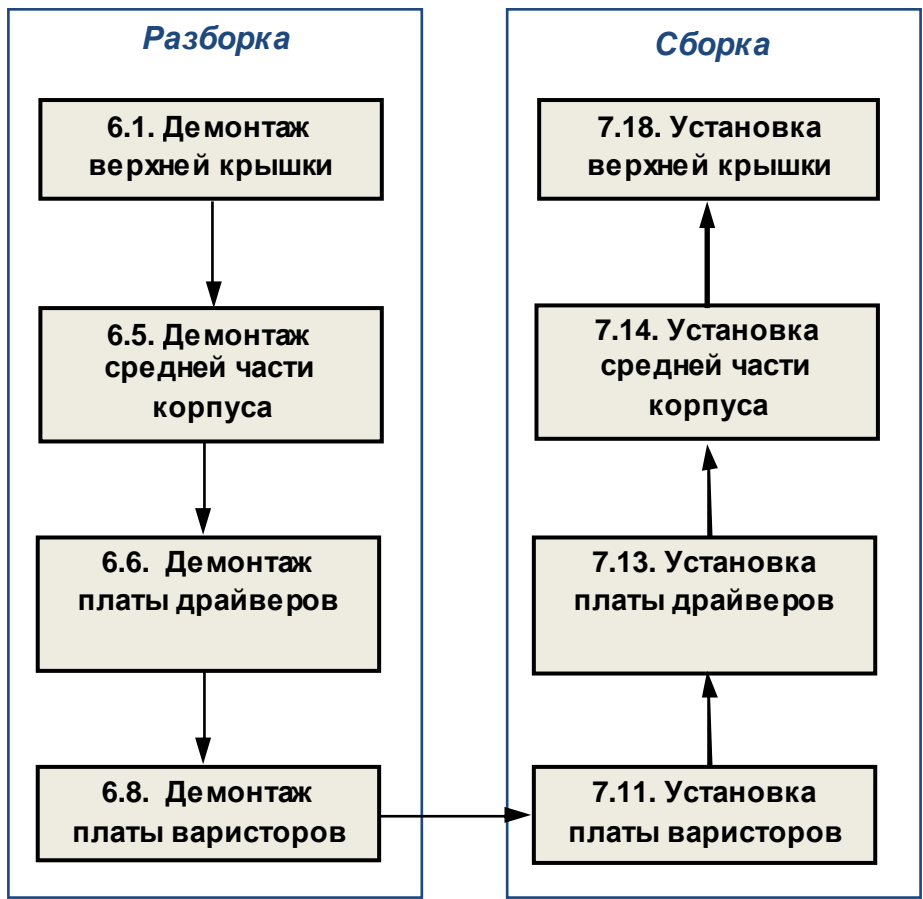 Разборка
6.1. Демонтаж
верхней крышки
6.5. Демонтаж
средней части
корпуса
6.6. Демонтаж
платы драйверов
6.8. Демонтаж
платы варисторов
Сборка
7.18. Установка
верхней крышки
7.14. Установка
средней части
корпуса
7.13. Установка
платы драйверов
7.11. Установка
платы варисторов